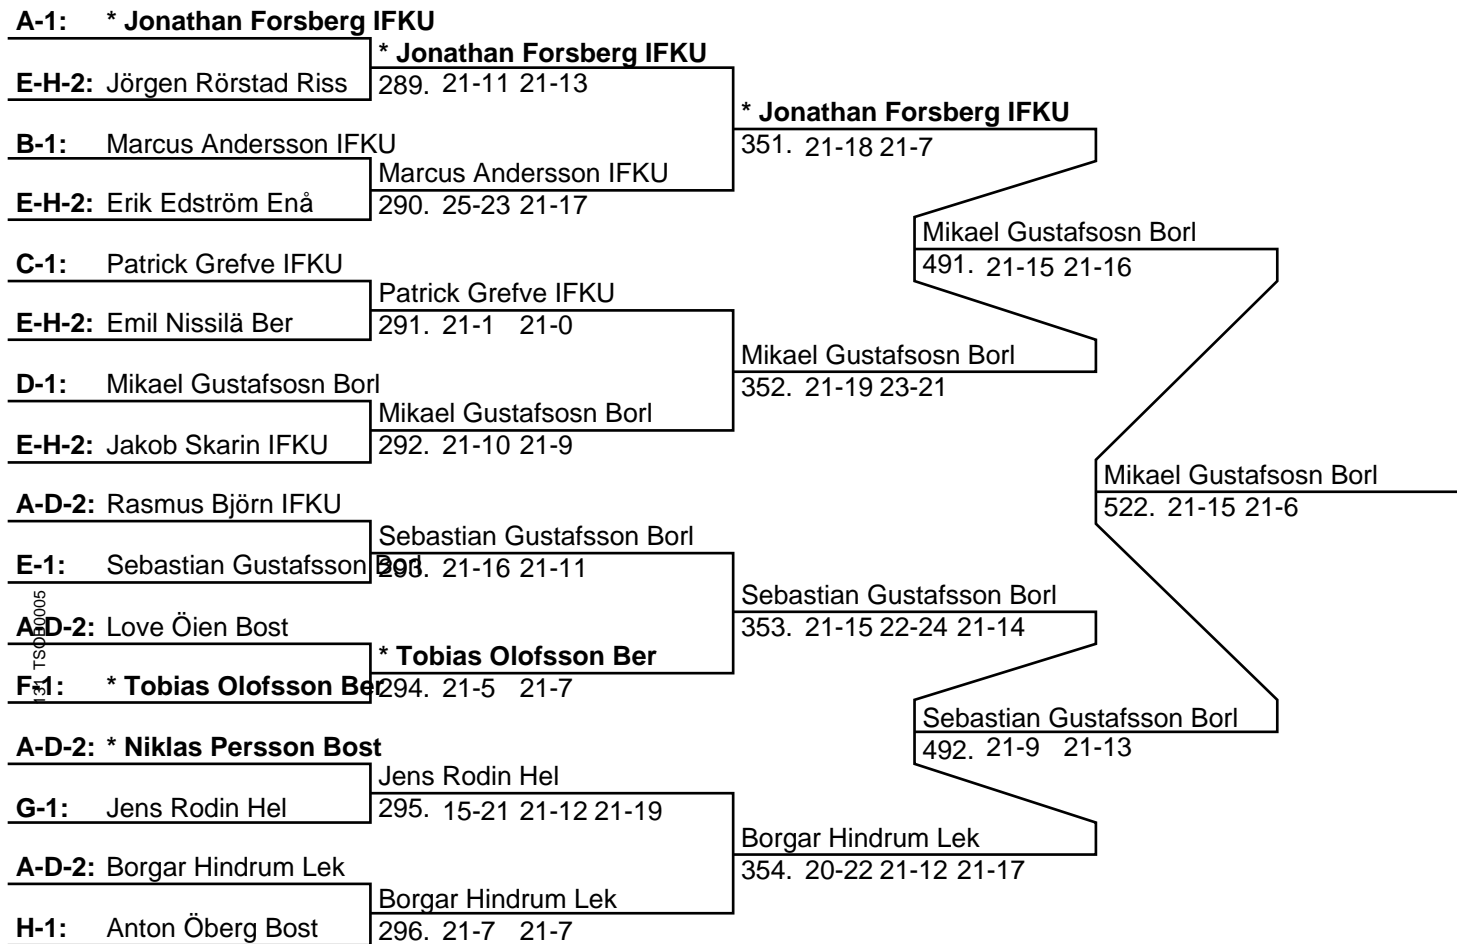 A-1: * Jonathan Forsberg IFKU
* Jonathan Forsberg IFKU
E-H-2: Jörgen Rörstad Riss
289. 21-11 21-13
* Jonathan Forsberg IFKU
351. 21-18 21-7
B-1: Marcus Andersson IFKU
Marcus Andersson IFKU
E-H-2: Erik Edström Enå
290. 25-23 21-17
Mikael Gustafsosn Borl
491. 21-15 21-16
C-1: Patrick Grefve IFKU
Patrick Grefve IFKU
E-H-2: Emil Nissilä Ber
291. 21-1 21-0
Mikael Gustafsosn Borl
352. 21-19 23-21
D-1: Mikael Gustafsosn Borl
Mikael Gustafsosn Borl
E-H-2: Jakob Skarin IFKU
292. 21-10 21-9
Mikael Gustafsosn Borl
522. 21-15 21-6
A-D-2: Rasmus Björn IFKU
Sebastian Gustafsson Borl
E-1: Sebastian Gustafsson Borl
293. 21-16 21-11
Sebastian Gustafsson Borl
353. 21-15 22-24 21-14
A-D-2: Love Öien Bost
* Tobias Olofsson Ber
F-1: * Tobias Olofsson Ber
294. 21-5 21-7
Sebastian Gustafsson Borl
492. 21-9 21-13
A-D-2: * Niklas Persson Bost
Jens Rodin Hel
G-1: Jens Rodin Hel
295. 15-21 21-12 21-19
Borgar Hindrum Lek
354. 20-22 21-12 21-17
A-D-2: Borgar Hindrum Lek
Borgar Hindrum Lek
H-1: Anton Öberg Bost
296. 21-7 21-7